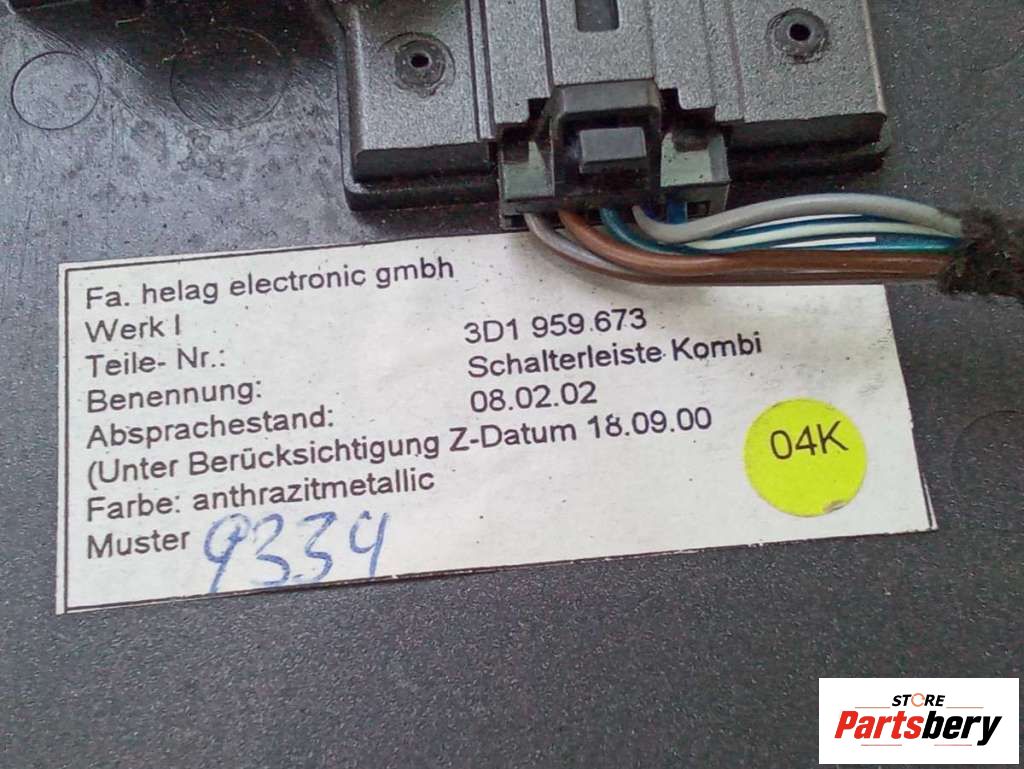 Fa. helag electronic gmbh
Werk I
Teile- Nr.: 3D1 959 673
Benennung: Schalterleiste Kombi
Absprachestand: 08.02.02
(Unter Berücksichtigung Z-Datum 18.09.00
Farbe: anthrazitmetallic
Muster 9334
04K
STORE
Partsbery